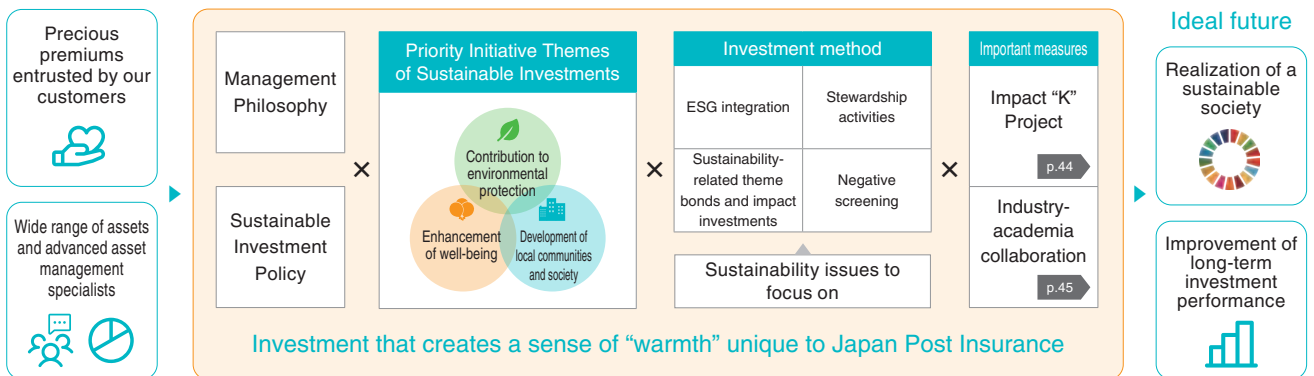 Precious
premiums
entrusted by our
customers
Wide range of assets
and advanced asset
management
specialists
Management
Philosophy
Sustainable
Investment
Policy
×
Priority Initiative Themes
of Sustainable Investments
Contribution to
environmental
protection
Enhancement
of well-being
Development of
local communities
and society
×
Investment method
ESG integration
Stewardship
activities
Sustainability-
related theme
bonds and impact
investments
Negative
screening
Sustainability issues to
focus on
×
Important measures
Impact “K”
Project
p.44
Industry-
academia
collaboration
p.45
Investment that creates a sense of “warmth” unique to Japan Post Insurance
Ideal future
Realization of a
sustainable
society
Improvement of
long-term
investment
performance